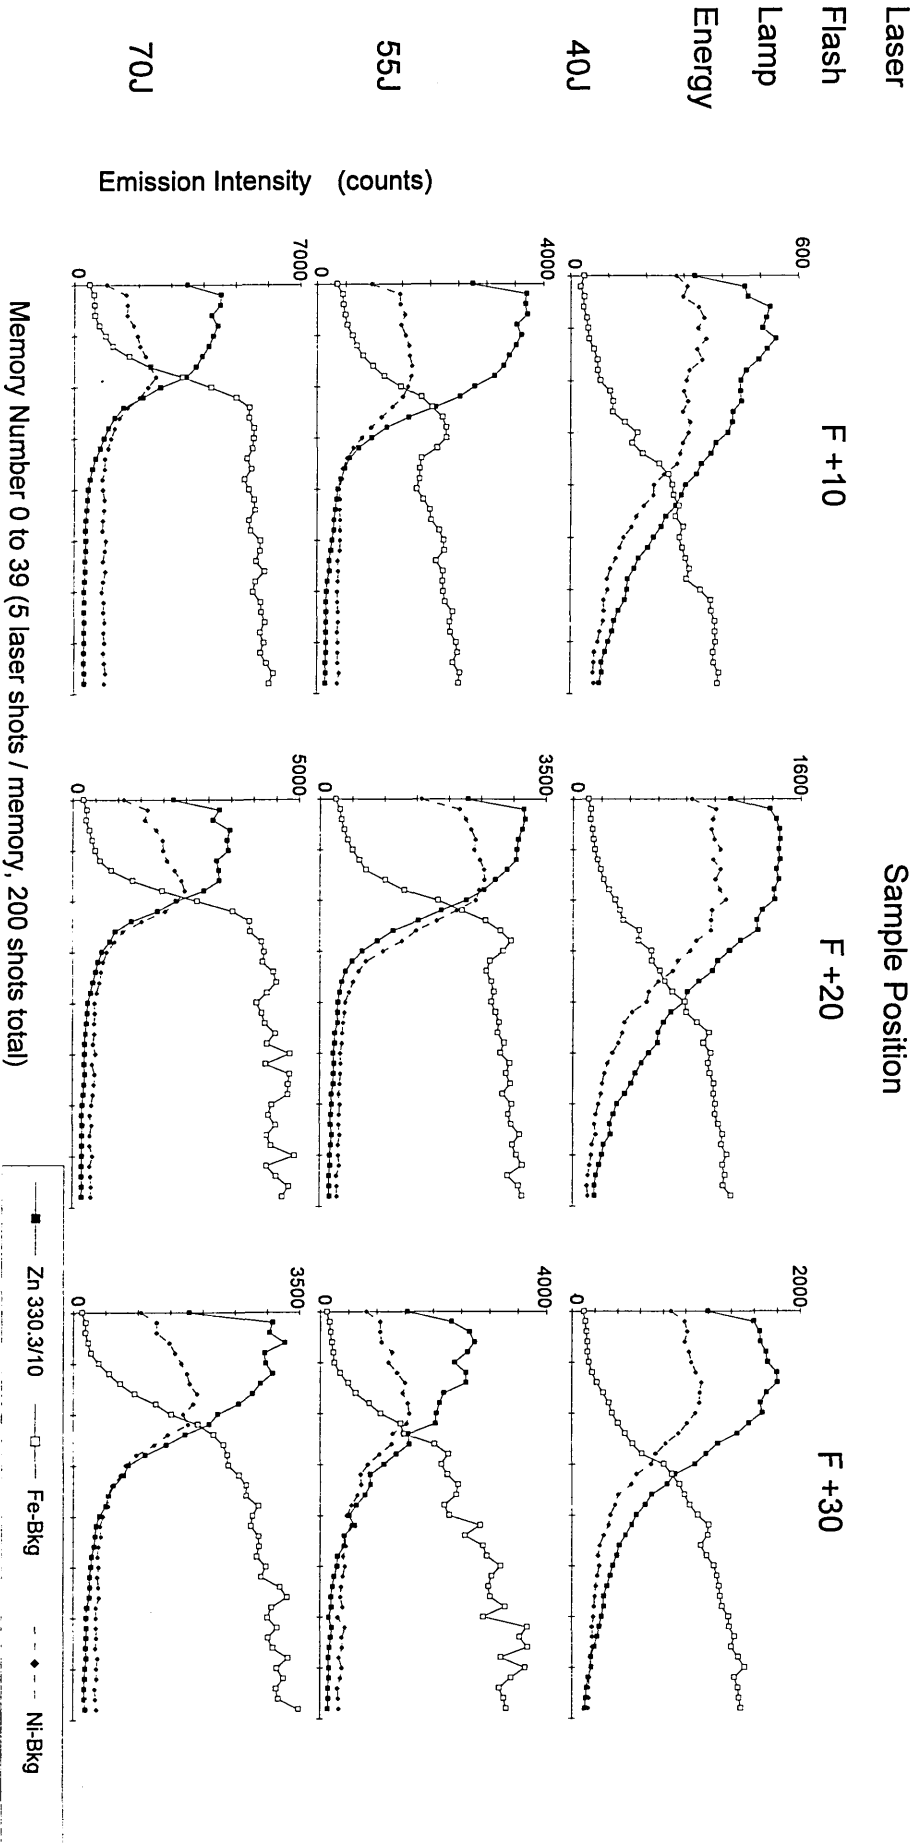 Laser
Flash
Lamp
Energy
Sample Position
F +10
F +20
F +30
40J
600
0
1600
0
2000
0
55J
4000
0
3500
0
4000
0
70J
7000
0
5000
0
3500
0
Emission Intensity (counts)
Memory Number 0 to 39 (5 laser shots / memory, 200 shots total)
Zn 330.3/10 Fe-Bkg Ni-Bkg